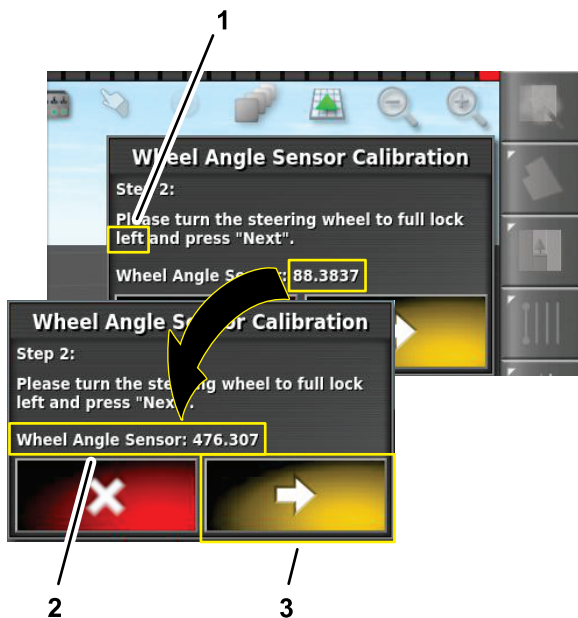 1
Wheel Angle Sensor Calibration
Step 2:
Please turn the steering wheel to full lock
left and press "Next".
Wheel Angle Sensor: 88.3837
Wheel Angle Sensor Calibration
Step 2:
Please turn the steering wheel to full lock
left and press "Next".
Wheel Angle Sensor: 476.307
2
3